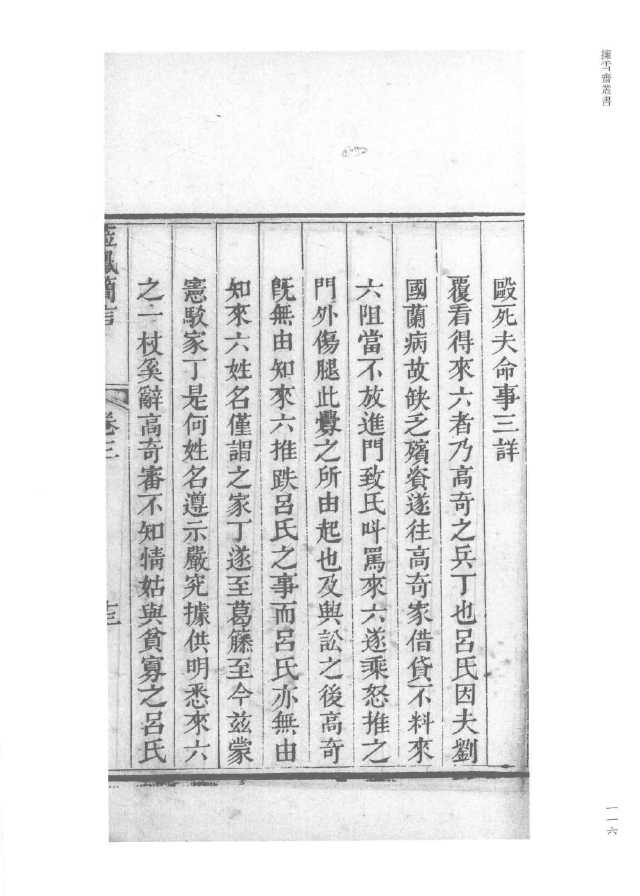 擁雪齋叢書
毆死夫命事三詳
覆看得來六者乃高奇之兵丁也呂氏因夫劉
國蘭病故缺乏殯資遂往高奇家借貸不料來
六阻當不放進門致氏叫罵來六遂乘怒推之
門外傷腿此釁之所由起也及與訟之後高奇
旣無由知來六推跌呂氏之事而呂氏亦無由
知來六姓名僅謂之家丁遂至葛籐至今茲蒙
憲駁家丁是何姓名遵示嚴究據供明悉來六
之一杖奚辭高奇審不知情姑與貧寡之呂氏
卷三
十三
一一六